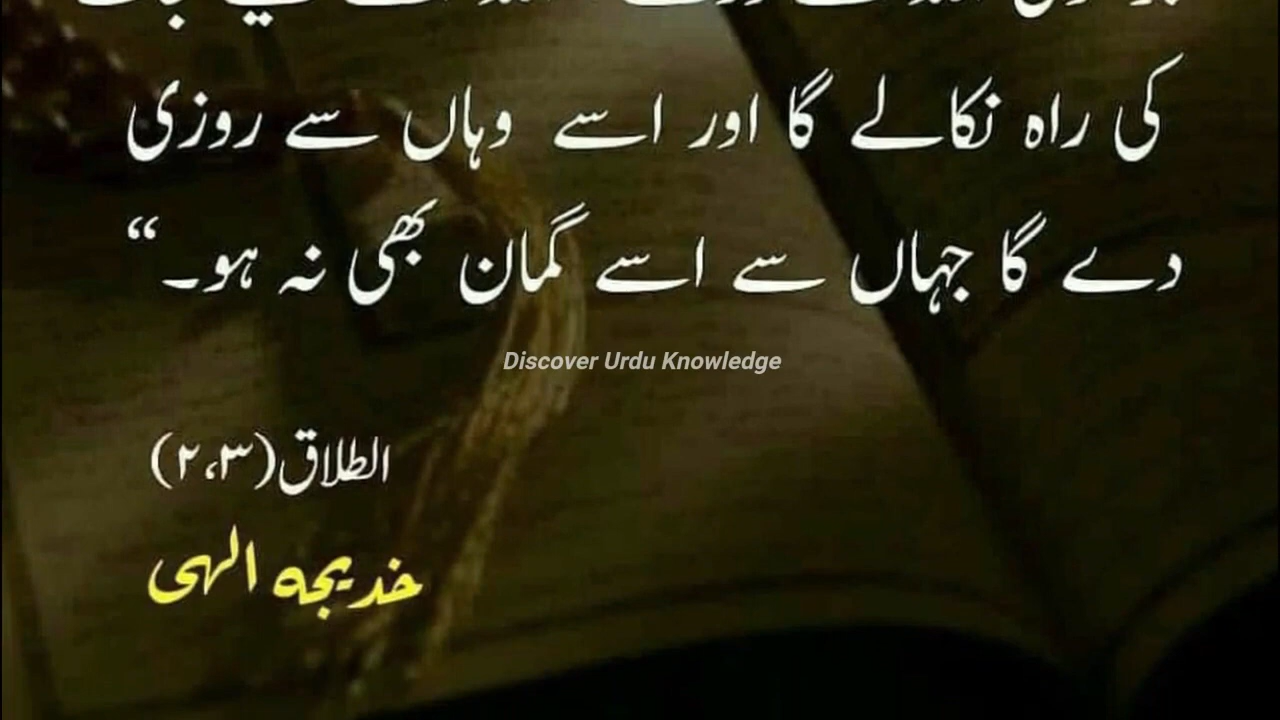 کی راہ نکالے گا اور اسے وہاں سے روزی
دے گا جہاں سے اسے گمان بھی نہ ہو۔“
Discover Urdu Knowledge
الطلاق(۲،۳)
خدیجہ الہی